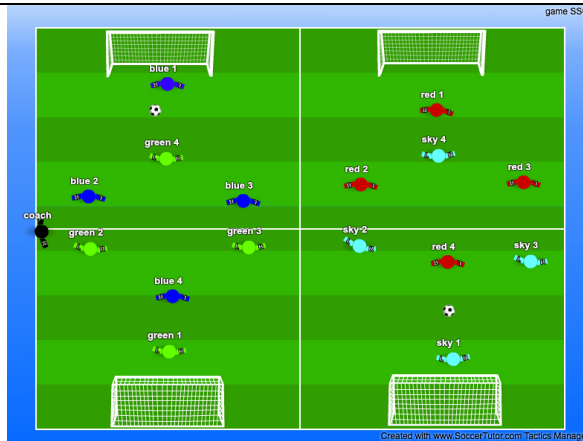 game SS
blue 1
red 1
green 4
sky 4
red 2
red 3
blue 2
blue 3
coach
green 2
green 3
sky 2
red 4
sky 3
blue 4
green 1
sky 1
Created with www.SoccerTutor.com Tactics Manag